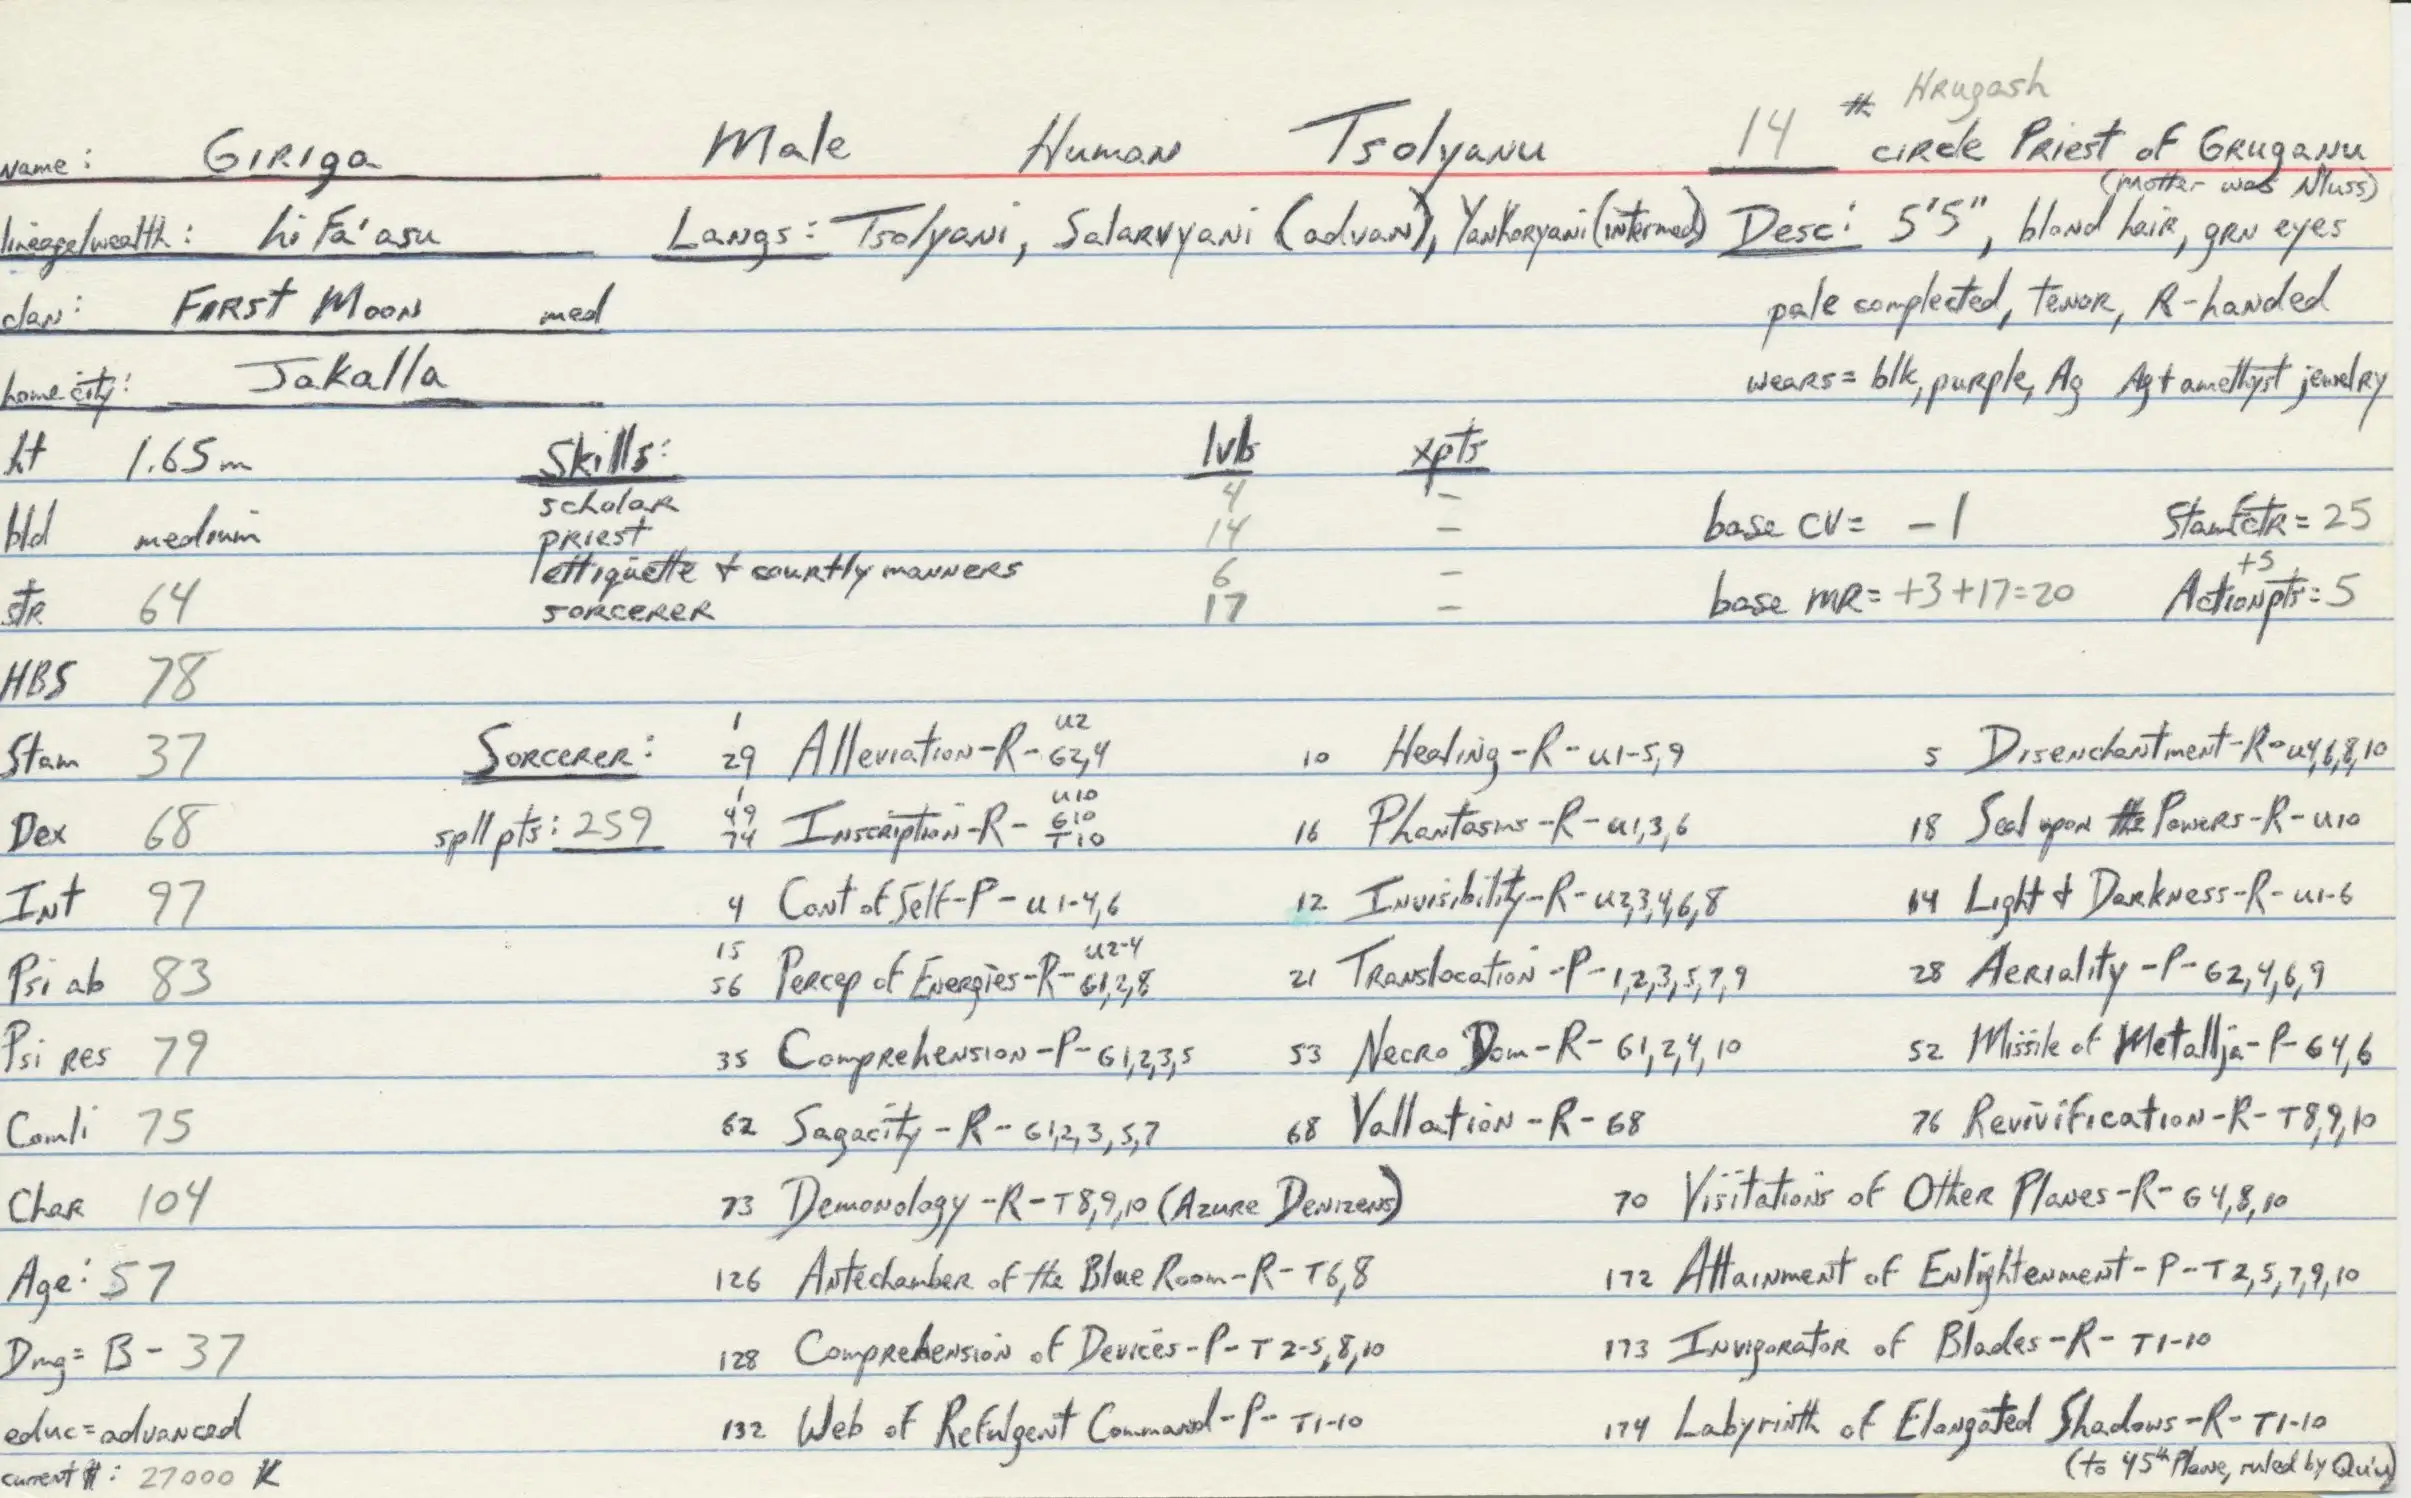 Hrugash
Name: Giriga Male Human Tsolyanu 14 th circle Priest of Gruganu
(mother was Nluss)
lineage/wealth: hi Fa'asu Langs: Tsolyani, Salarvyani (advan), Yankoryani (intermed) Desc: 5'5", blond hair, grn eyes
clan: First Moon med pale complected, tenor, R-handed
home city: Jakalla wears= blk, purple, Ag Ag + amethyst jewelry
ht 1.65m Skills: lvls xpts
scholar 4 –
bld medium priest 14 – base CV= -1 Stamfctr= 25
ettiquette + courtly manners 6 – +5
str 64 sorcerer 17 – base MR= +3+17=20 Actionpts: 5
HBS 78
1 U2
Stam 37 Sorcerer: 29 Alleviation-R- G2,4 10 Healing-R-U1-5,9 5 Disenchantment-R-U4,6,8,10
1 U10
49 G10
Dex 68 spll pts: 259 74 Inscription-R- T10 16 Phantasms-R-U1,3,6 18 Seal upon the Powers-R-U10
Int 97 4 Cont of Self-P-U1-4,6 12 Invisibility-R-U2,3,4,6,8 14 Light + Darkness-R-U1-6
15 U2-4
Psi ab 83 56 Percep of Energies-R-G1,2,8 21 Translocation-P-1,2,3,5,7,9 28 Aeriality-P-G2,4,6,9
Psi res 79 35 Comprehension-P-G1,2,3,5 53 Necro Dom-R-G1,2,4,10 52 Missile of Metallja-P-G4,6
Comli 75 62 Sagacity-R-G1,2,3,5,7 68 Vallation-R-G8 76 Revivification-R-T8,9,10
Char 104 73 Demonology-R-T8,9,10 (Azure Denizens) 70 Visitations of Other Planes-R-G4,8,10
Age: 57 126 Antechamber of the Blue Room-R-T6,8 172 Attainment of Enlightenment-P-T2,5,7,9,10
Dmg= B-37 128 Comprehension of Devices-P-T2-5,8,10 173 Invigorator of Blades-R-T1-10
educ=advanced 132 Web of Refulgent Command-P-T1-10 174 Labyrinth of Elongated Shadows-R-T1-10
current #: 27000 K (to 45th Plane, ruled by Qu'u)